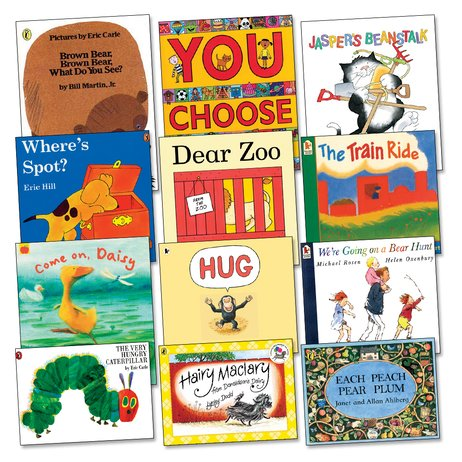 Pictures by Eric Carle
Brown Bear,
Brown Bear,
What Do You See?
by Bill Martin, Jr.
YOU
CHOOSE
JASPER'S BEANSTALK
Where's
Spot?
Eric Hill
Dear Zoo
FROM THE
ZOO
The Train Ride
Come on, Daisy
HUG
We're Going on a Bear Hunt
Michael Rosen Helen Oxenbury
THE VERY
HUNGRY
CATERPILLAR
by Eric Carle
Hairy Maclary
from Donaldson's Dairy
Lynley Dodd
EACH PEACH
PEAR PLUM
Janet and Allan Ahlberg